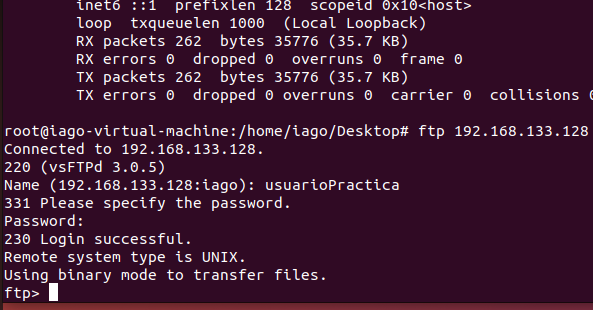 inet6 ::1  prefixlen 128  scopeid 0x10<host>
loop  txqueuelen 1000  (Local Loopback)
RX packets 262  bytes 35776 (35.7 KB)
RX errors 0  dropped 0  overruns 0  frame 0
TX packets 262  bytes 35776 (35.7 KB)
TX errors 0  dropped 0 overruns 0  carrier 0  collisions 0
root@iago-virtual-machine:/home/iago/Desktop# ftp 192.168.133.128
Connected to 192.168.133.128.
220 (vsFTPd 3.0.5)
Name (192.168.133.128:iago): usuarioPractica
331 Please specify the password.
Password:
230 Login successful.
Remote system type is UNIX.
Using binary mode to transfer files.
ftp>